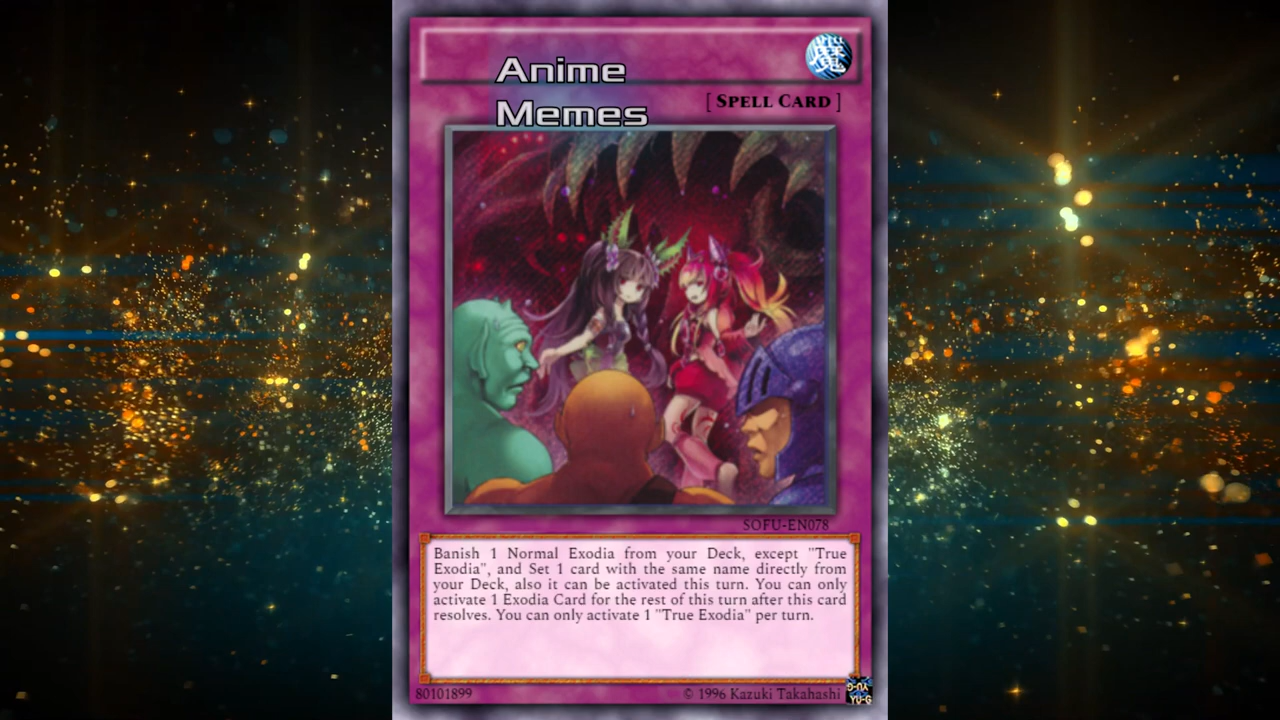 Anime
Memes
魔
[ SPELL CARD ]
SOFU-EN078
Banish 1 Normal Exodia from your Deck, except "True
Exodia", and Set 1 card with the same name directly from
your Deck, also it can be activated this turn. You can only
activate 1 Exodia Card for the rest of this turn after this card
resolves. You can only activate 1 "True Exodia" per turn.
80101899
© 1996 Kazuki Takahashi